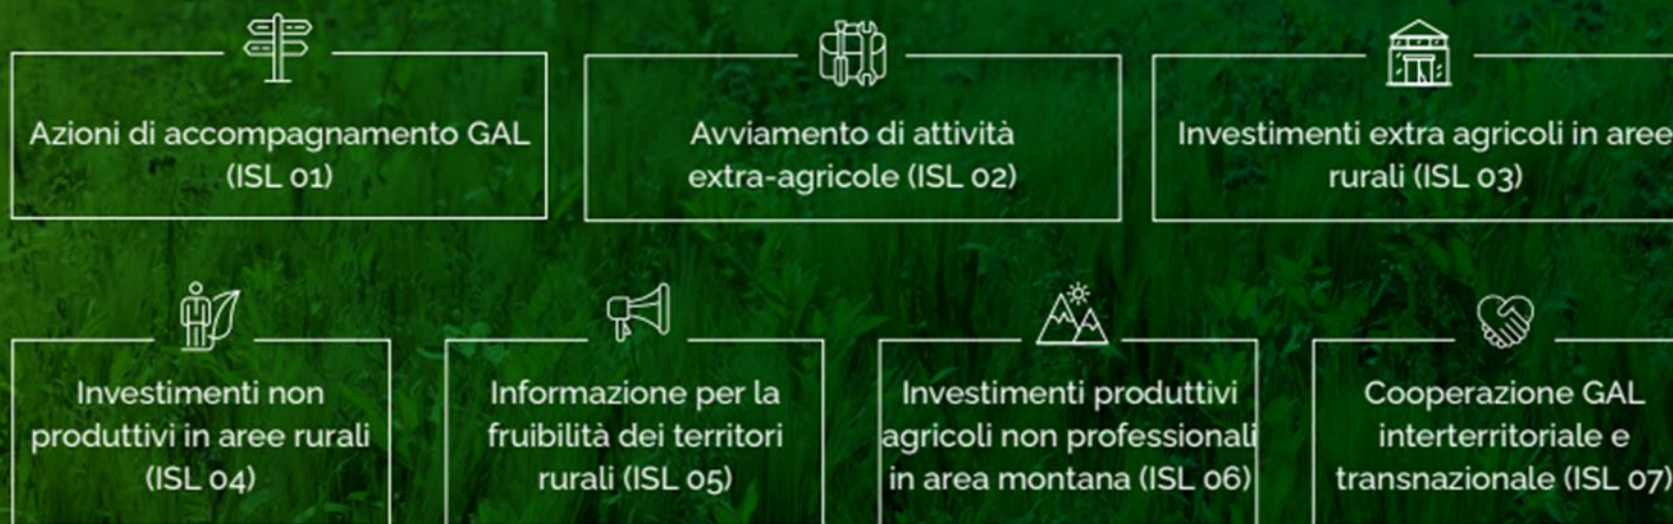 Azioni di accompagnamento GAL
(ISL 01)
Avviamento di attività
extra-agricole (ISL 02)
Investimenti extra agricoli in aree
rurali (ISL 03)
Investimenti non
produttivi in aree rurali
(ISL 04)
Informazione per la
fruibilità dei territori
rurali (ISL 05)
Investimenti produttivi
agricoli non professionali
in area montana (ISL 06)
Cooperazione GAL
interterritoriale e
transnazionale (ISL 07)